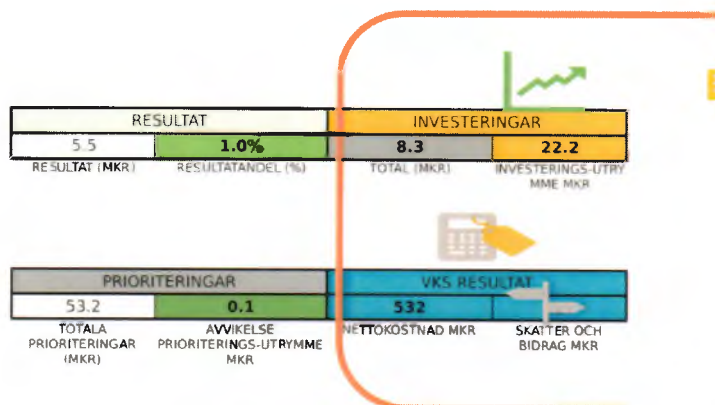 RESULTAT INVESTERINGAR
5.5 1.0% 8.3 22.2
RESULTAT (MKR) RESULTATANDEL (%) TOTAL (MKR) INVESTERINGS-UTRY
MME MKR
PRIORITERINGAR VKS RESULTAT
53.2 0.1 532
TOTALA AVVIKELSE NETTOKOSTNAD MKR SKATTER OCH
PRIORITERINGAR PRIORITERINGS-UTRYMME BIDRAG MKR
(MKR) MKR